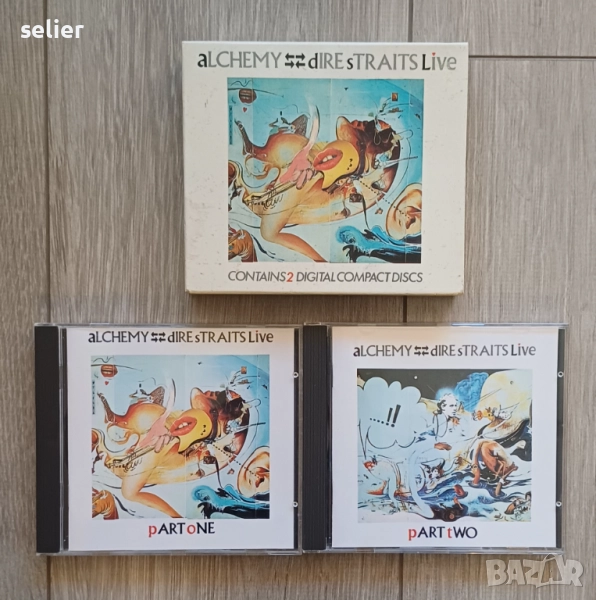 selier
aLCHEMY ⇆ dIRE sTRAITS Live
CONTAINS 2 DIGITAL COMPACT DISCS
aLCHEMY ⇆ dIRE sTRAITS Live
pART oNE
aLCHEMY ⇆ dIRE sTRAITS Live
!!
pART tWO
BAZAR